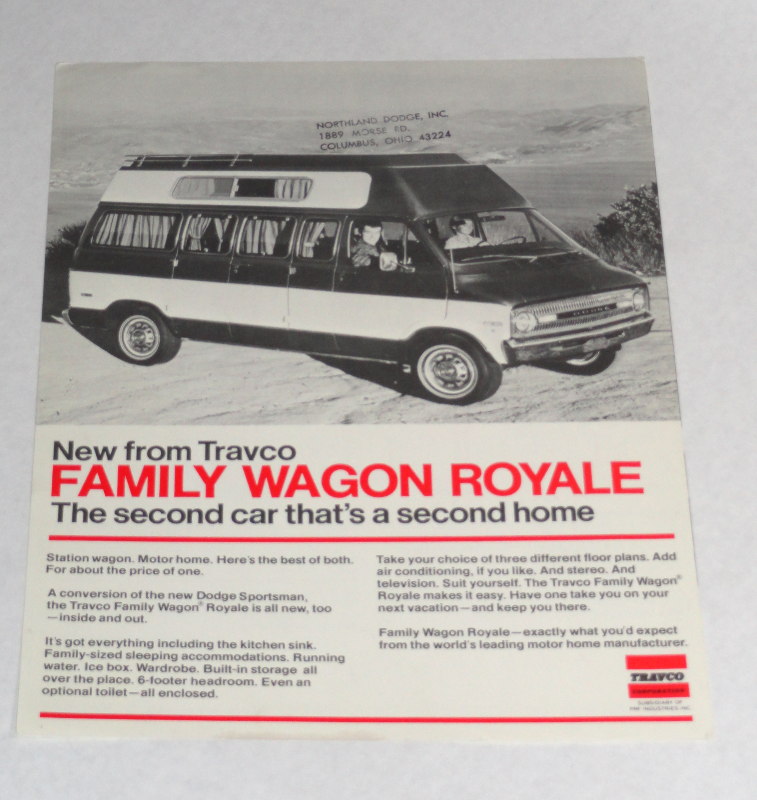 NORTHLAND DODGE, INC.
1889 MORSE RD.
COLUMBUS, OHIO 43224
DODGE
New from Travco
FAMILY WAGON ROYALE
The second car that's a second home
Station wagon. Motor home. Here's the best of both.
For about the price of one.
A conversion of the new Dodge Sportsman,
the Travco Family Wagon® Royale is all new, too
—inside and out.
It's got everything including the kitchen sink.
Family-sized sleeping accommodations. Running
water. Ice box. Wardrobe. Built-in storage all
over the place. 6-footer headroom. Even an
optional toilet—all enclosed.
Take your choice of three different floor plans. Add
air conditioning, if you like. And stereo. And
television. Suit yourself. The Travco Family Wagon®
Royale makes it easy. Have one take you on your
next vacation—and keep you there.
Family Wagon Royale—exactly what you'd expect
from the world's leading motor home manufacturer.
TRAVCO
CORPORATION
SUBSIDIARY OF
PRF INDUSTRIES, INC.